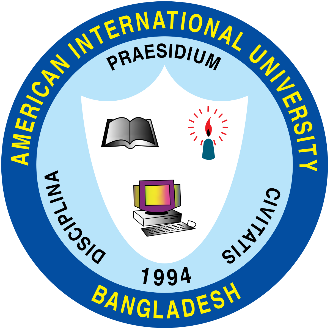 AMERICAN INTERNATIONAL UNIVERSITY
PRAESIDIUM
DISCIPLINA
CIVITATIS
1994
BANGLADESH